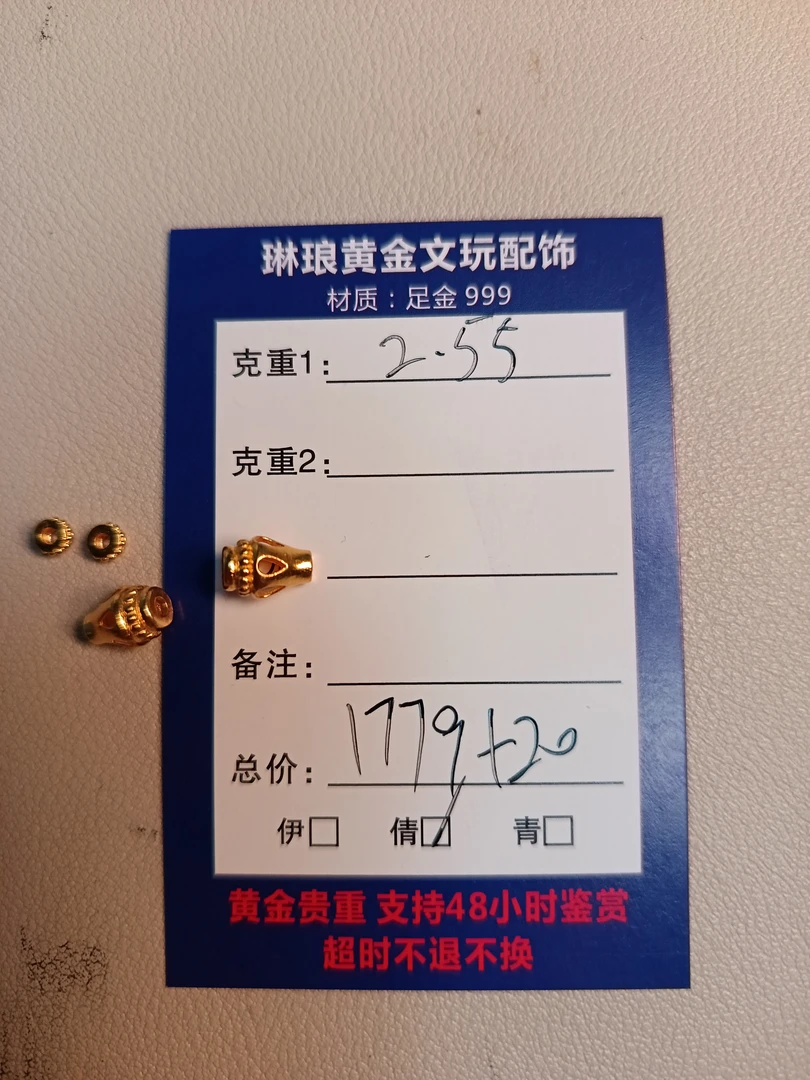 琳琅黄金文玩配饰
材质：足金 999
克重1： 2.55
克重2：
备注：
总价： 1779+20
伊□ 倩□ 青□
黄金贵重 支持48小时鉴赏
超时不退不换